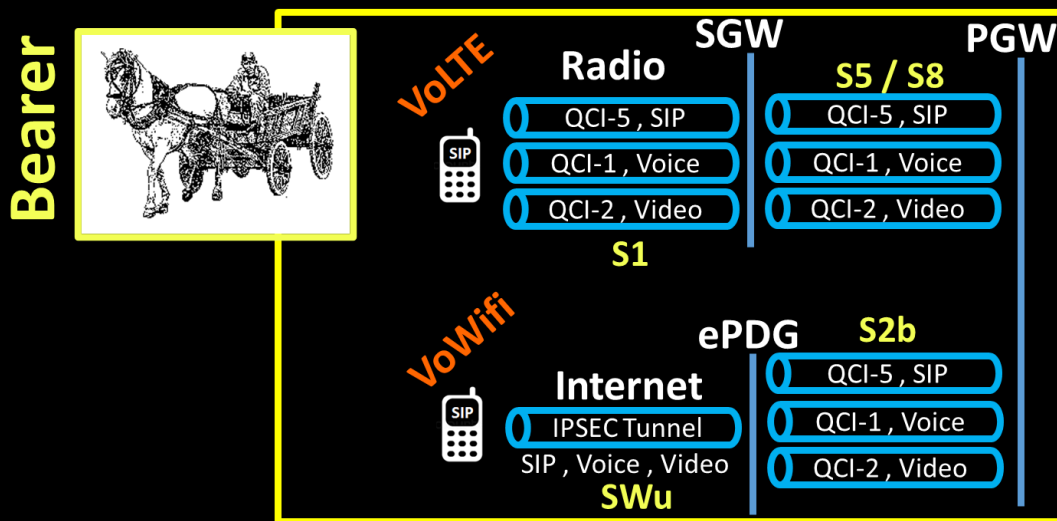 Bearer
VoLTE
SIP
Radio
QCI-5 , SIP
QCI-1 , Voice
QCI-2 , Video
S1
SGW
S5 / S8
QCI-5 , SIP
QCI-1 , Voice
QCI-2 , Video
PGW
VoWifi
SIP
Internet
IPSEC Tunnel
SIP , Voice , Video
SWu
ePDG
S2b
QCI-5 , SIP
QCI-1 , Voice
QCI-2 , Video